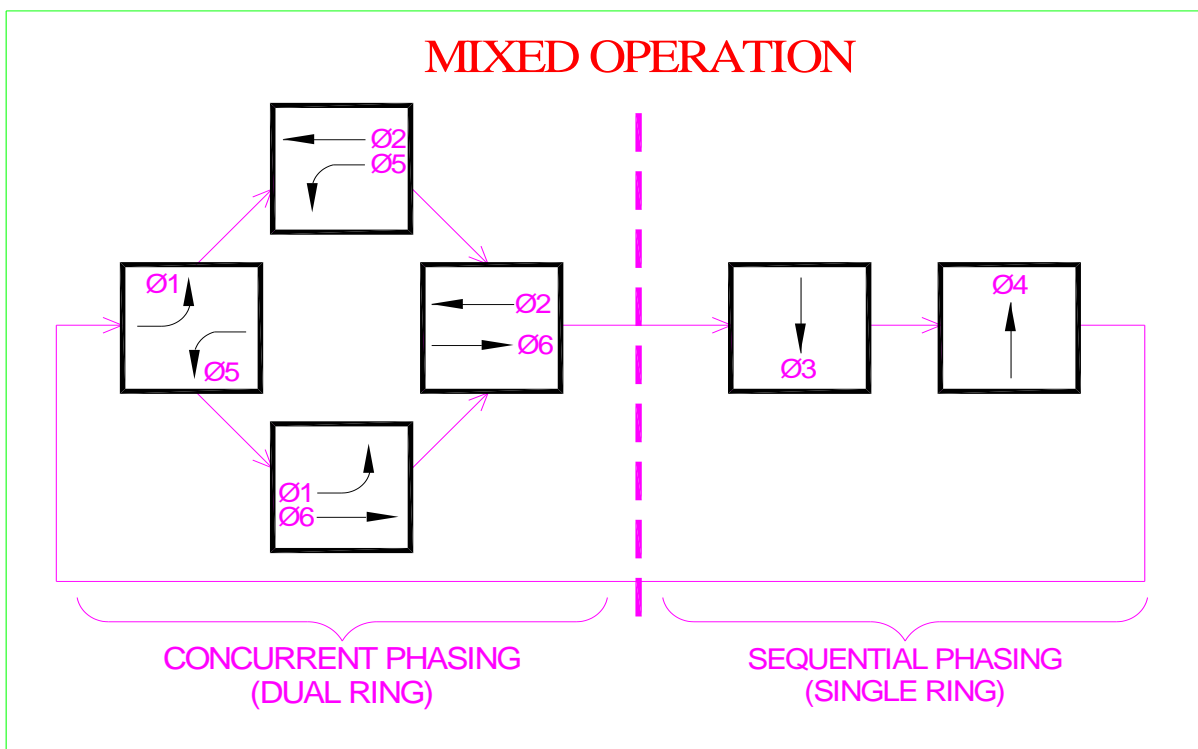 MIXED OPERATION
Ø2
Ø5
Ø1
Ø5
Ø2
Ø6
Ø1
Ø6
Ø3
Ø4
CONCURRENT PHASING
(DUAL RING)
SEQUENTIAL PHASING
(SINGLE RING)